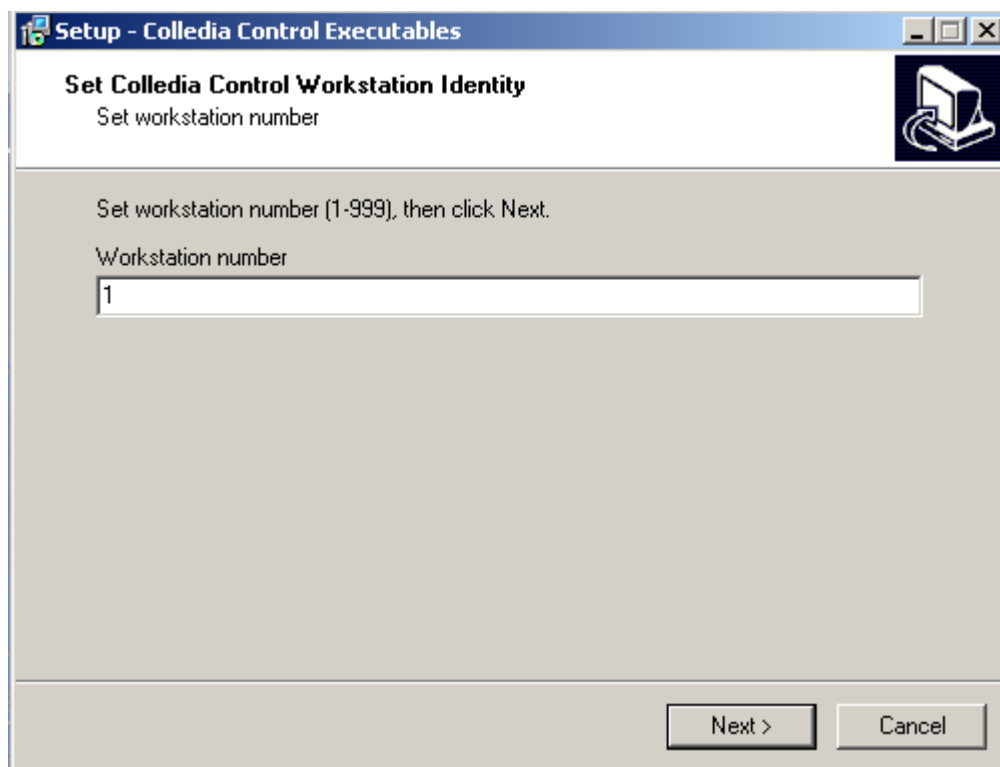 Setup - Colledia Control Executables
Set Colledia Control Workstation Identity
Set workstation number
Set workstation number (1-999), then click Next.
Workstation number
1
Next >
Cancel